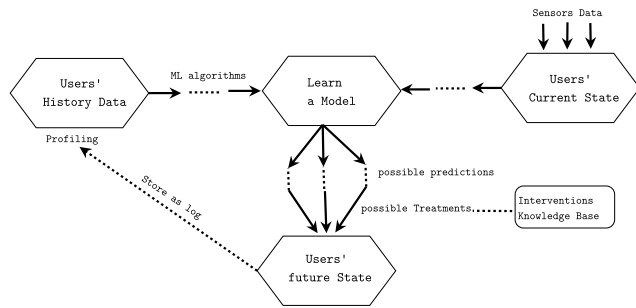 Sensors Data
Users'
History Data
ML algorithms
Learn
a Model
Users'
Current State
Profiling
Store as log
possible predictions
possible Treatments
Interventions
Knowledge Base
Users'
future State